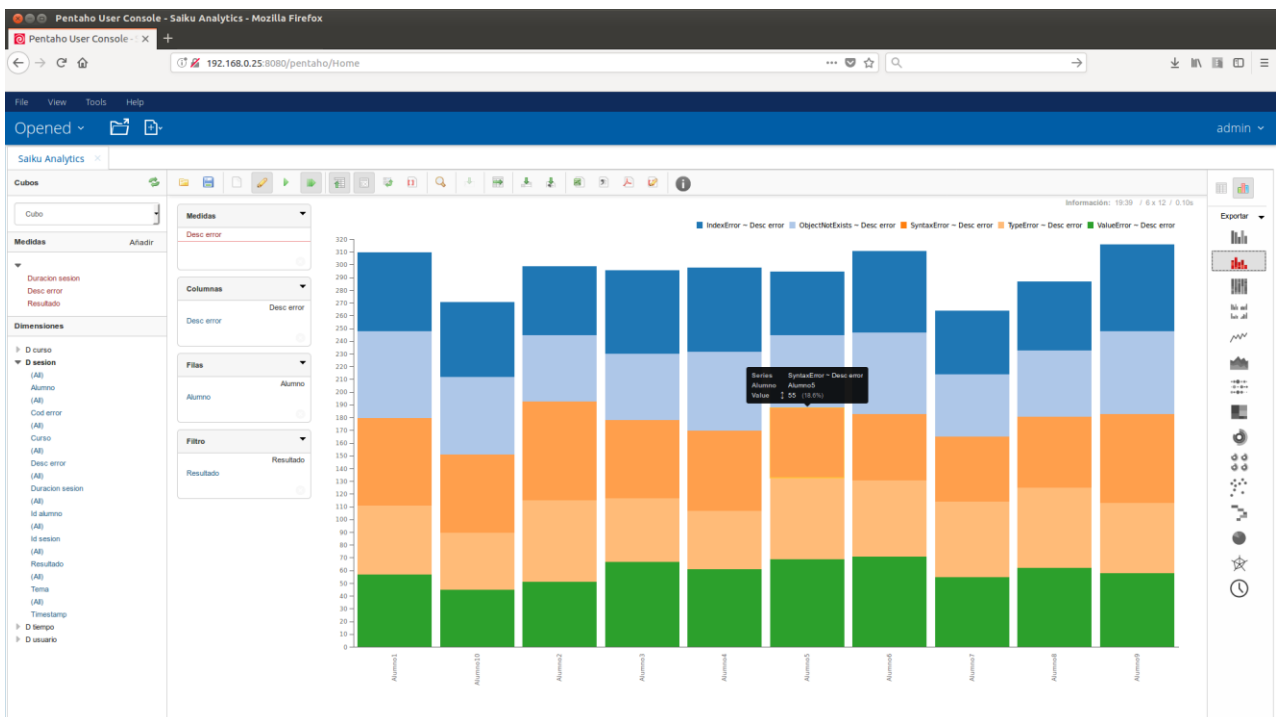 Pentaho User Console - Saiku Analytics - Mozilla Firefox
Pentaho User Console - S
192.168.0.25:8080/pentaho/Home
File View Tools Help
Opened
admin
Saiku Analytics
Cubos
Cubo
Medidas Añadir
Duracion sesion
Desc error
Resultado
Dimensiones
D curso
D sesion
(All)
Alumno
(All)
Cod error
(All)
Curso
(All)
Desc error
(All)
Duracion sesion
(All)
Id alumno
(All)
Id sesion
(All)
Resultado
(All)
Tema
(All)
Timestamp
D tiempo
D usuario
Medidas
Desc error
Columnas
Desc error
Desc error
Filas
Alumno
Alumno
Filtro
Resultado
Resultado
Información: 19:39 / 6 x 12 / 0.10s
IndexError ~ Desc error ObjectNotExists ~ Desc error SyntaxError ~ Desc error TypeError ~ Desc error ValueError ~ Desc error
320
310
300
290
280
270
260
250
240
230
220
210
200
190
180
170
160
150
140
130
120
110
100
90
80
70
60
50
40
30
20
10
0
Series SyntaxError ~ Desc error
Alumno Alumno5
Value 55 (18.6%)
Alumno1
Alumno10
Alumno2
Alumno3
Alumno4
Alumno5
Alumno6
Alumno7
Alumno8
Alumno9
Exportar